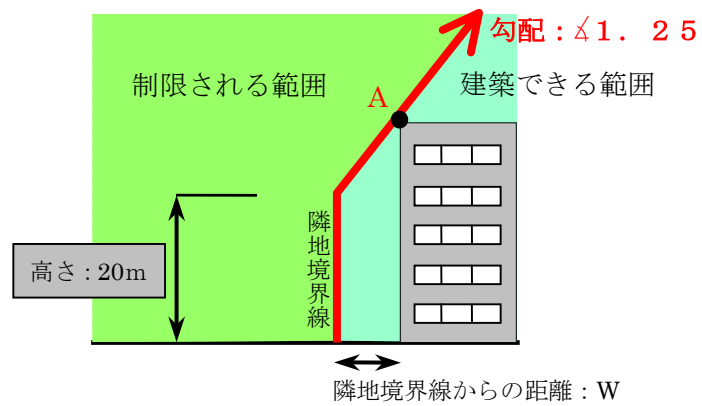 勾配：∡１．２５
制限される範囲
建築できる範囲
A
隣地境界線
高さ：20m
隣地境界線からの距離：W